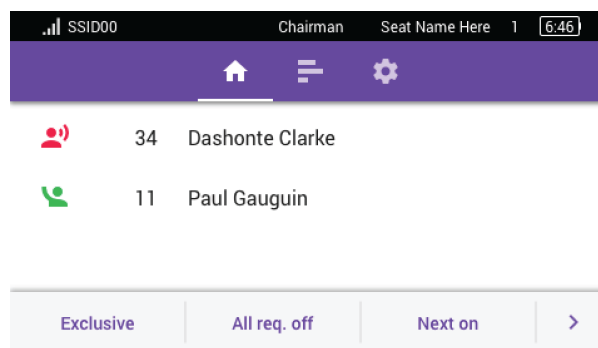 SSID00 Chairman Seat Name Here 1 6:46
34 Dashonte Clarke
11 Paul Gauguin
Exclusive All req. off Next on